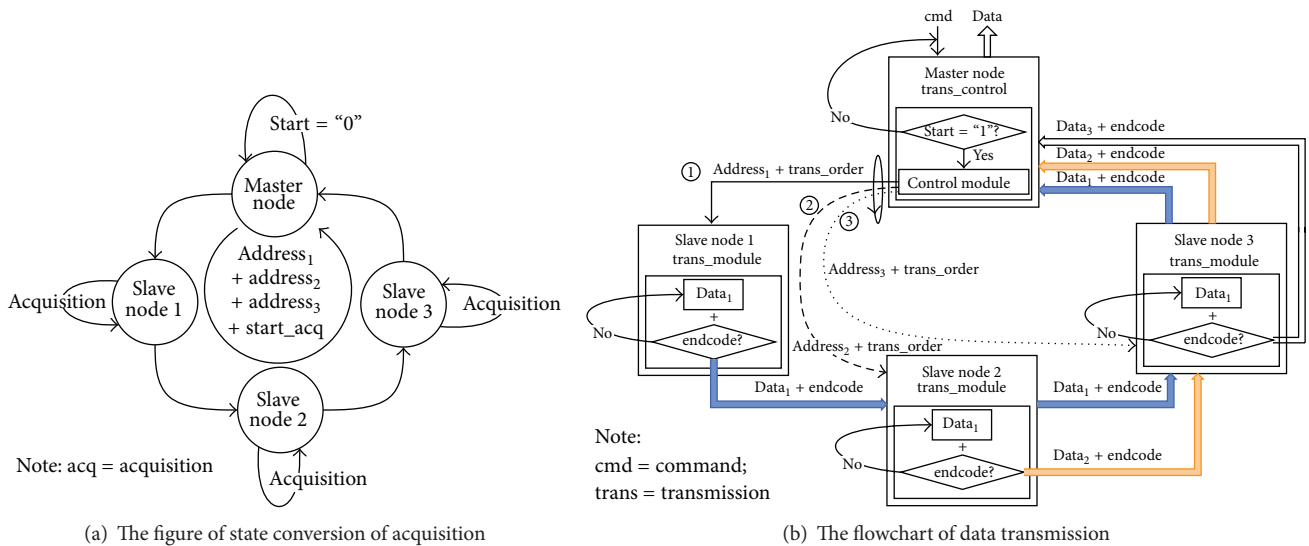 Start = “0”
Master
node
Address₁
+ address₂
+ address₃
+ start_acq
Acquisition
Slave
node 1
Slave
node 3
Acquisition
Slave
node 2
Acquisition
Note: acq = acquisition
(a) The figure of state conversion of acquisition
cmd
Data
Master node
trans_control
No
Start = “1”?
Yes
Control module
Data₃ + endcode
Data₂ + endcode
Data₁ + endcode
① Address₁ + trans_order
②
③
Slave node 1
trans_module
Data₁
+
endcode?
No
Address₃ + trans_order
Slave node 3
trans_module
Data₁
+
endcode?
No
Address₂ + trans_order
Data₁ + endcode
Slave node 2
trans_module
Data₁
+
endcode?
No
Data₁ + endcode
Data₂ + endcode
Note:
cmd = command;
trans = transmission
(b) The flowchart of data transmission